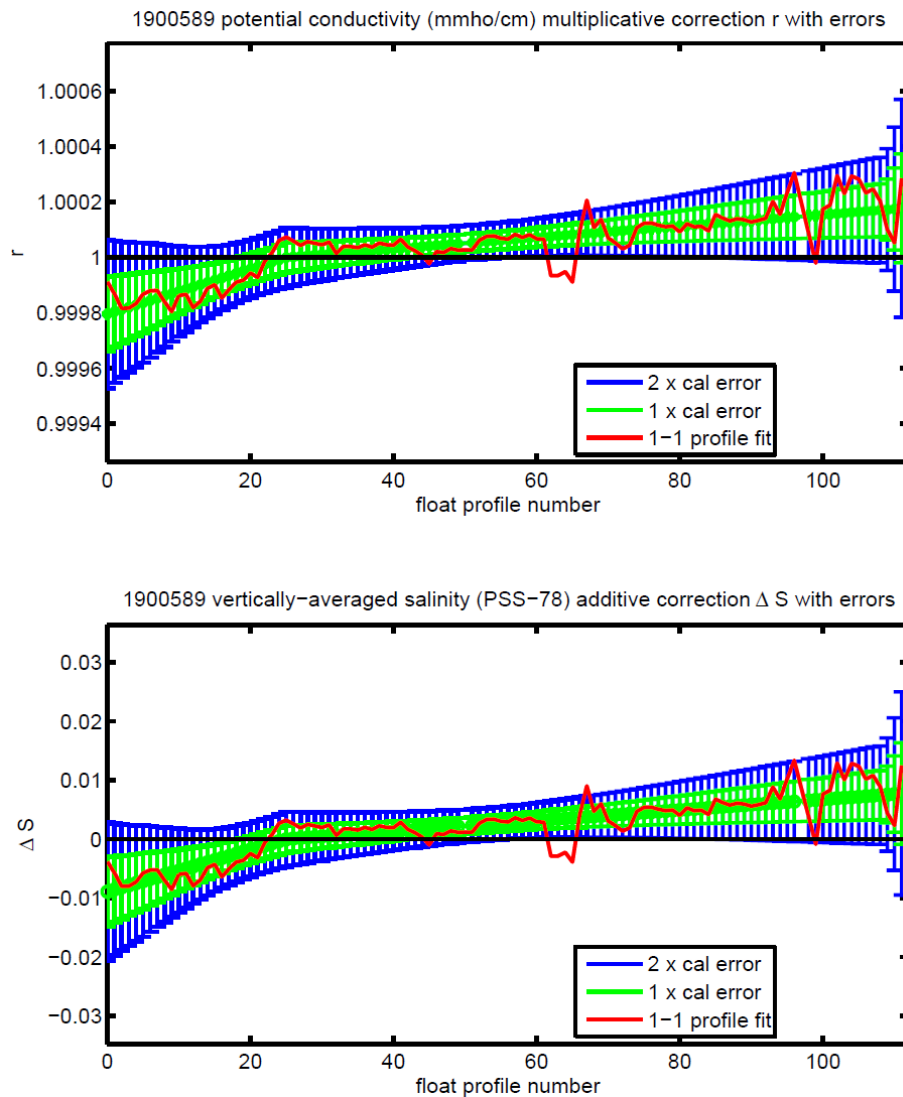 1900589 potential conductivity (mmho/cm) multiplicative correction r with errors
1.0006
1.0004
1.0002
1
0.9998
0.9996
0.9994
r
2 x cal error
1 x cal error
1−1 profile fit
0 20 40 60 80 100
float profile number
1900589 vertically−averaged salinity (PSS−78) additive correction Δ S with errors
0.03
0.02
0.01
0
−0.01
−0.02
−0.03
Δ S
2 x cal error
1 x cal error
1−1 profile fit
0 20 40 60 80 100
float profile number